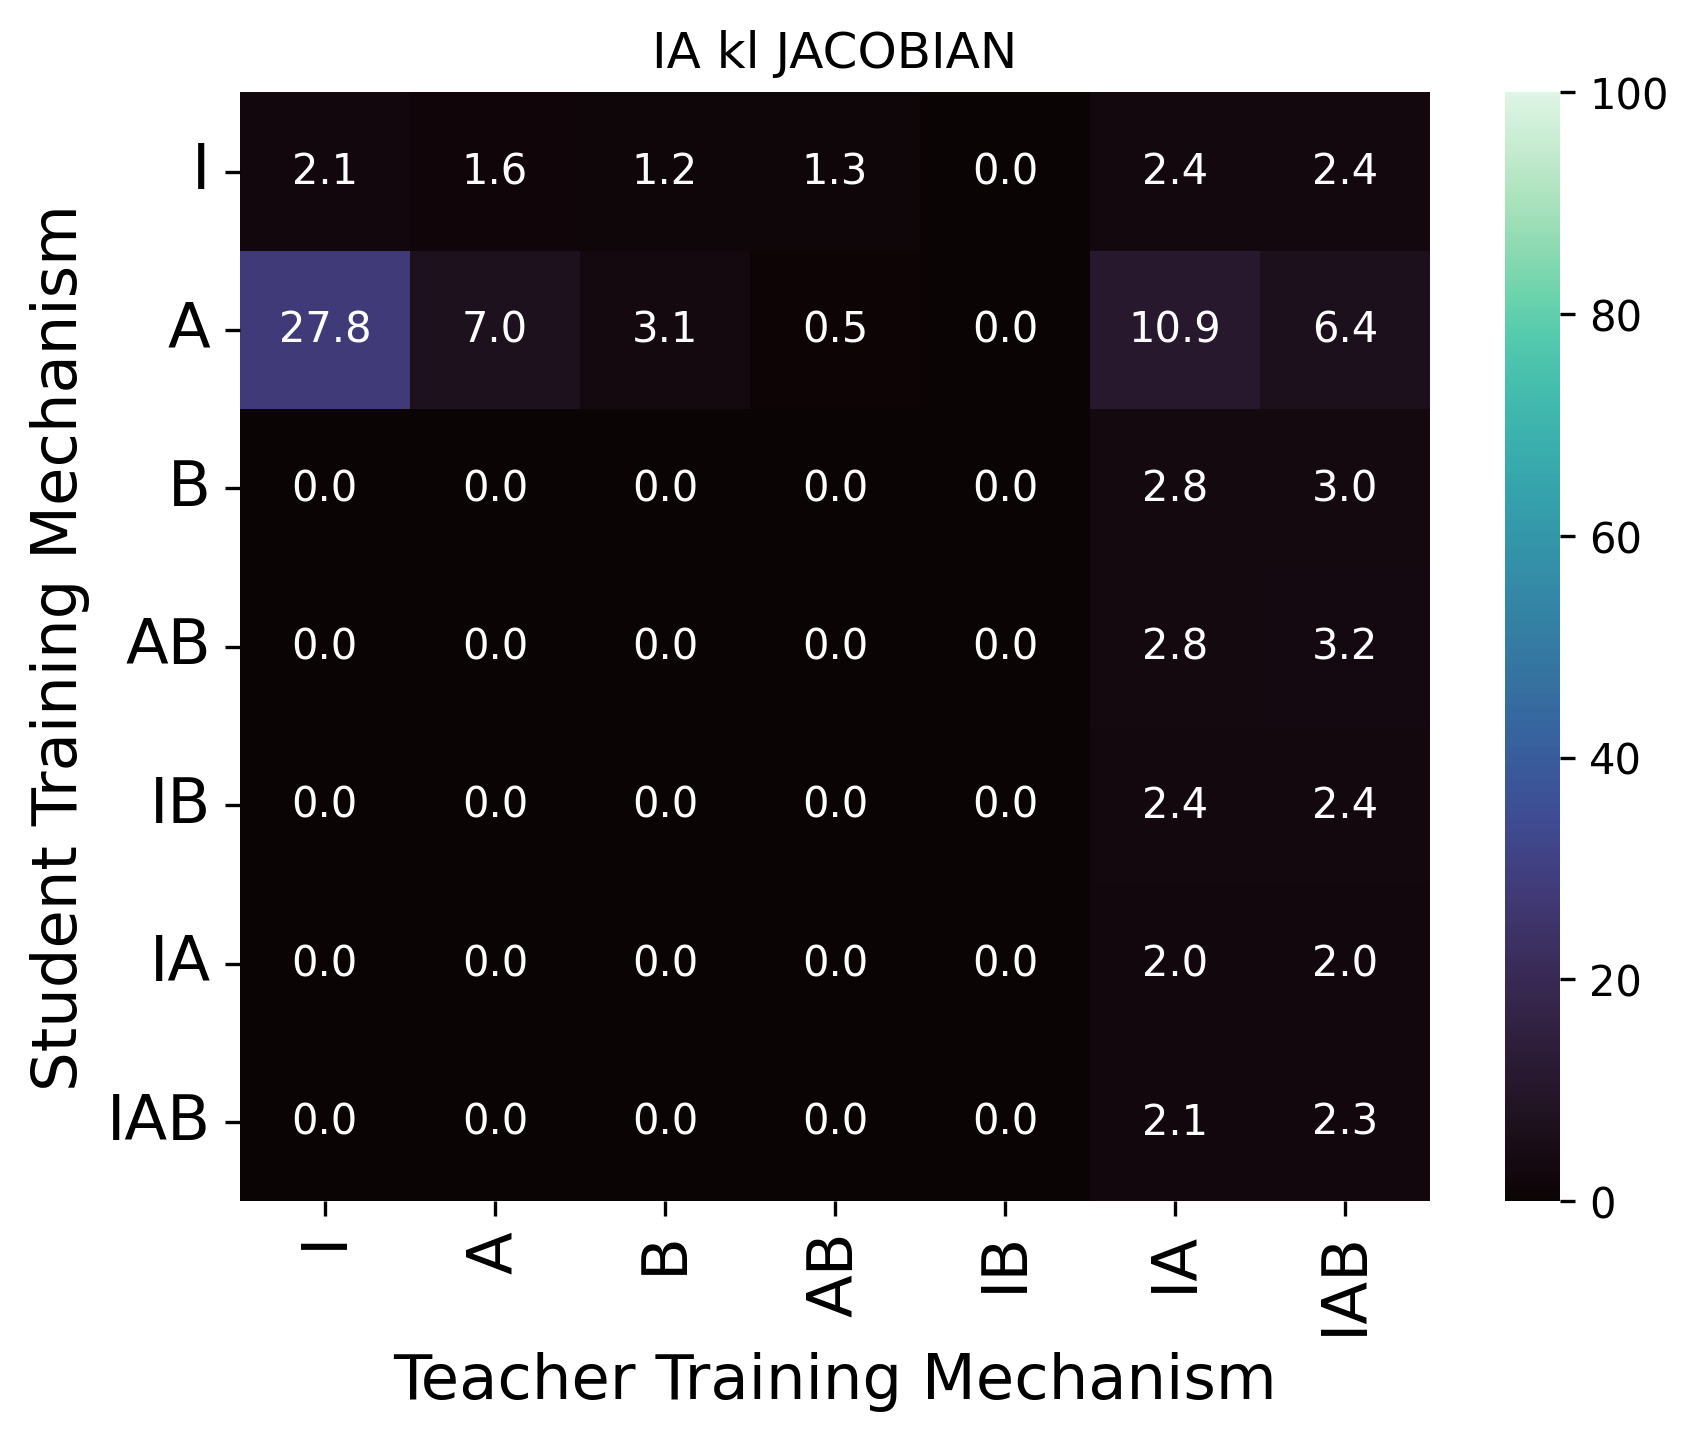 IA kl JACOBIAN
Student Training Mechanism
I 2.1 1.6 1.2 1.3 0.0 2.4 2.4
A 27.8 7.0 3.1 0.5 0.0 10.9 6.4
B 0.0 0.0 0.0 0.0 0.0 2.8 3.0
AB 0.0 0.0 0.0 0.0 0.0 2.8 3.2
IB 0.0 0.0 0.0 0.0 0.0 2.4 2.4
IA 0.0 0.0 0.0 0.0 0.0 2.0 2.0
IAB 0.0 0.0 0.0 0.0 0.0 2.1 2.3
I A B AB IB IA IAB
Teacher Training Mechanism
100
80
60
40
20
0